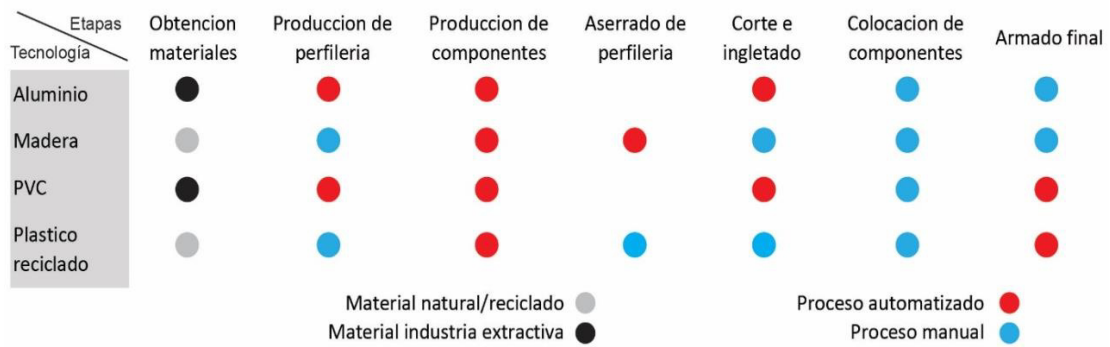 Etapas
Tecnología
Obtencion
materiales
Produccion de
perfileria
Produccion de
componentes
Aserrado de
perfileria
Corte e
ingletado
Colocacion de
componentes
Armado final
Aluminio
Madera
PVC
Plastico
reciclado
Material natural/reciclado
Material industria extractiva
Proceso automatizado
Proceso manual